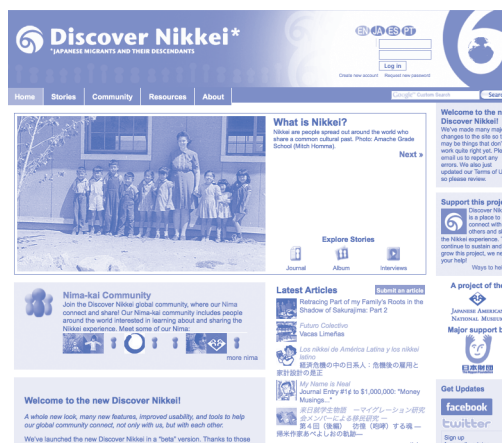 Discover Nikkei*
*JAPANESE MIGRANTS AND THEIR DESCENDANTS
EN JA ES PT
Log in
Create new account Request new password
Home Stories Community Resources About
Google™ Custom Search
Sear
What is Nikkei?
Nikkei are people spread out around the world who
share a common cultural past. Photo: Amache Grade
School (Mitch Homma).
Next »
Explore Stories
Journal Album Interviews
Welcome to the n
Discover Nikkei!
We've made many maj
changes to the site so t
may be things that don'
work quite right yet. Ple
email us to report any
errors. We also just
updated our Terms of U
so please review.
Support this proj
Discover Nik
is a place to
connect with
others and s
the Nikkei experience.
continue to sustain and
grow this project, we ne
your help!
Ways to hel
Nima-kai Community
Join the Discover Nikkei global community, where our Nima
connect and share! Our Nima-kai community includes people
around the world interested in learning about and sharing the
Nikkei experience. Meet some of our Nima:
more nima
Latest Articles
Submit an article
Retracing Part of my Family's Roots in the
Shadow of Sakurajima: Part 2
Futuro Colectivo
Vacas Limeñas
Los nikkei de América Latina y los nikkei
latino
経済危機の中の日系人：危機後の雇用と
家計設計の是正
My Name is Neal
Journal Entry #1¢ to $1,000,000: "Money
Musings..."
来日就学生物語 ～マイグレーション研究
会メンバーによる移民研究 ―
第4回（後編） 彷徨（咆哮）する魂 ―
帰米作家あべよしおの軌跡―
A project of the
JAPANESE AMERICAN
NATIONAL MUSEUM
Major support b
日本財団
Get Updates
facebook
twitter
Sign up
Welcome to the new Discover Nikkei!
A whole new look, many new features, improved usability, and tools to help
our global community connect, not only with us, but with each other.
We've launched the new Discover Nikkei in a "beta" version. Thanks to those